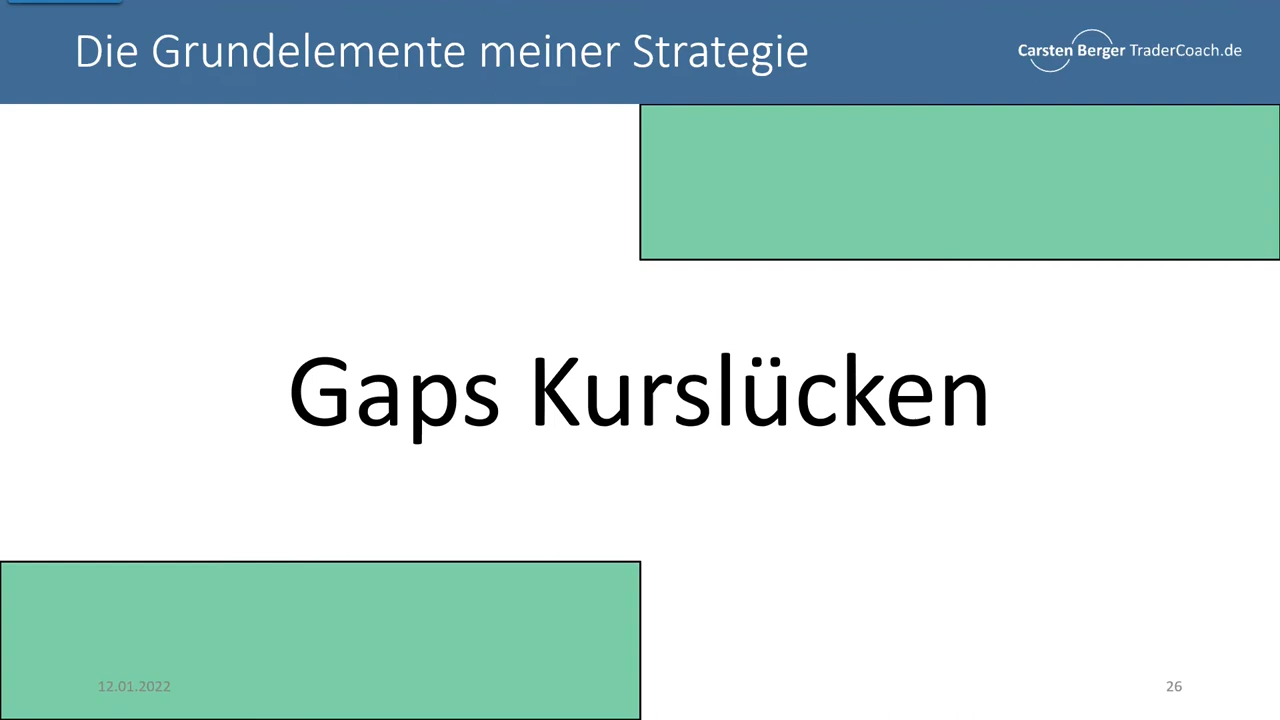 Die Grundelemente meiner Strategie
Carsten Berger TraderCoach.de
Gaps Kurslücken
12.01.2022
26